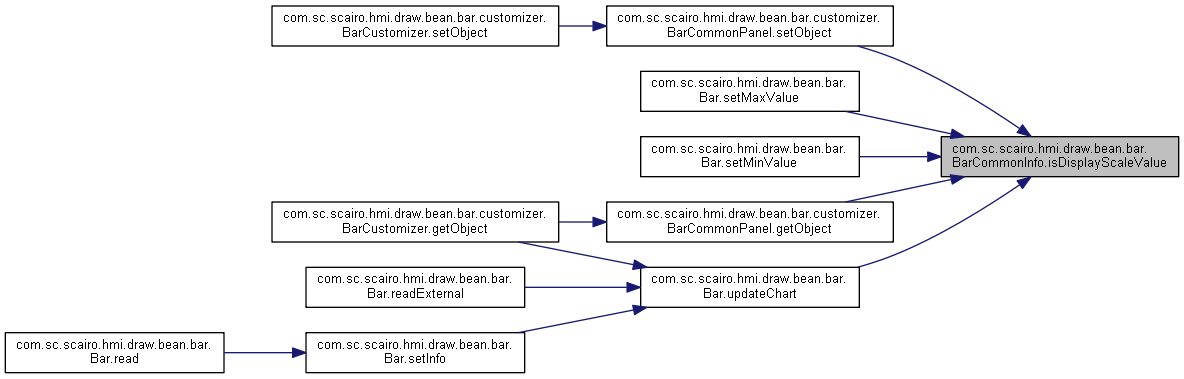 com.sc.scairo.hmi.draw.bean.bar.customizer.
BarCustomizer.setObject
com.sc.scairo.hmi.draw.bean.bar.customizer.
BarCommonPanel.setObject
com.sc.scairo.hmi.draw.bean.bar.
Bar.setMaxValue
com.sc.scairo.hmi.draw.bean.bar.
Bar.setMinValue
com.sc.scairo.hmi.draw.bean.bar.
BarCommonInfo.isDisplayScaleValue
com.sc.scairo.hmi.draw.bean.bar.customizer.
BarCustomizer.getObject
com.sc.scairo.hmi.draw.bean.bar.customizer.
BarCommonPanel.getObject
com.sc.scairo.hmi.draw.bean.bar.
Bar.readExternal
com.sc.scairo.hmi.draw.bean.bar.
Bar.updateChart
com.sc.scairo.hmi.draw.bean.bar.
Bar.read
com.sc.scairo.hmi.draw.bean.bar.
Bar.setInfo